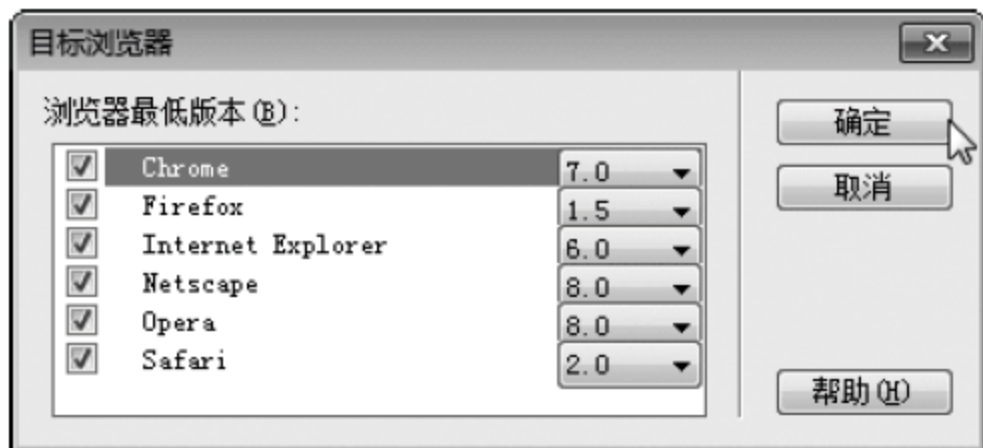 目标浏览器
浏览器最低版本(B):
Chrome 7.0
Firefox 1.5
Internet Explorer 6.0
Netscape 8.0
Opera 8.0
Safari 2.0
确定
取消
帮助(H)